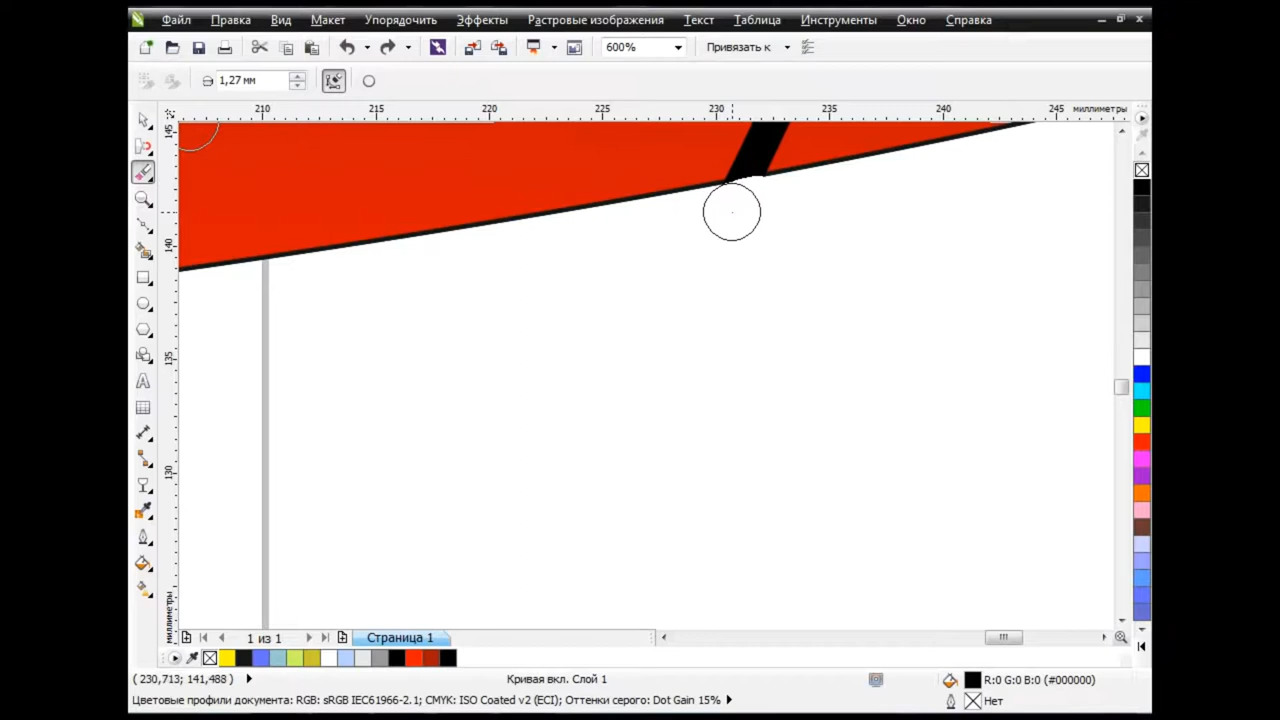 Файл Правка Вид Макет Упорядочить Эффекты Растровые изображения Текст Таблица Инструменты Окно Справка
600% Привязать к
1,27 мм
210 215 220 225 230 235 240 245 миллиметры
145
140
135
130
миллиметры
1 из 1 Страница 1
( 230,713; 141,488 ) Кривая вкл. Слой 1 R:0 G:0 B:0 (#000000)
Цветовые профили документа: RGB: sRGB IEC61966-2.1; CMYK: ISO Coated v2 (ECI); Оттенки серого: Dot Gain 15% Нет